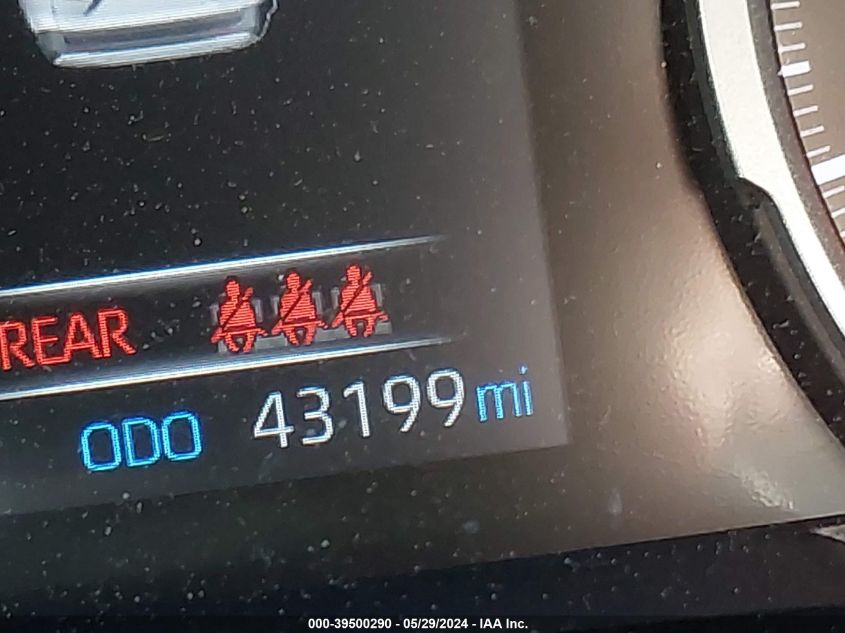 REAR
ODO 43199 mi
000-39500290 - 05/29/2024 - IAA Inc.